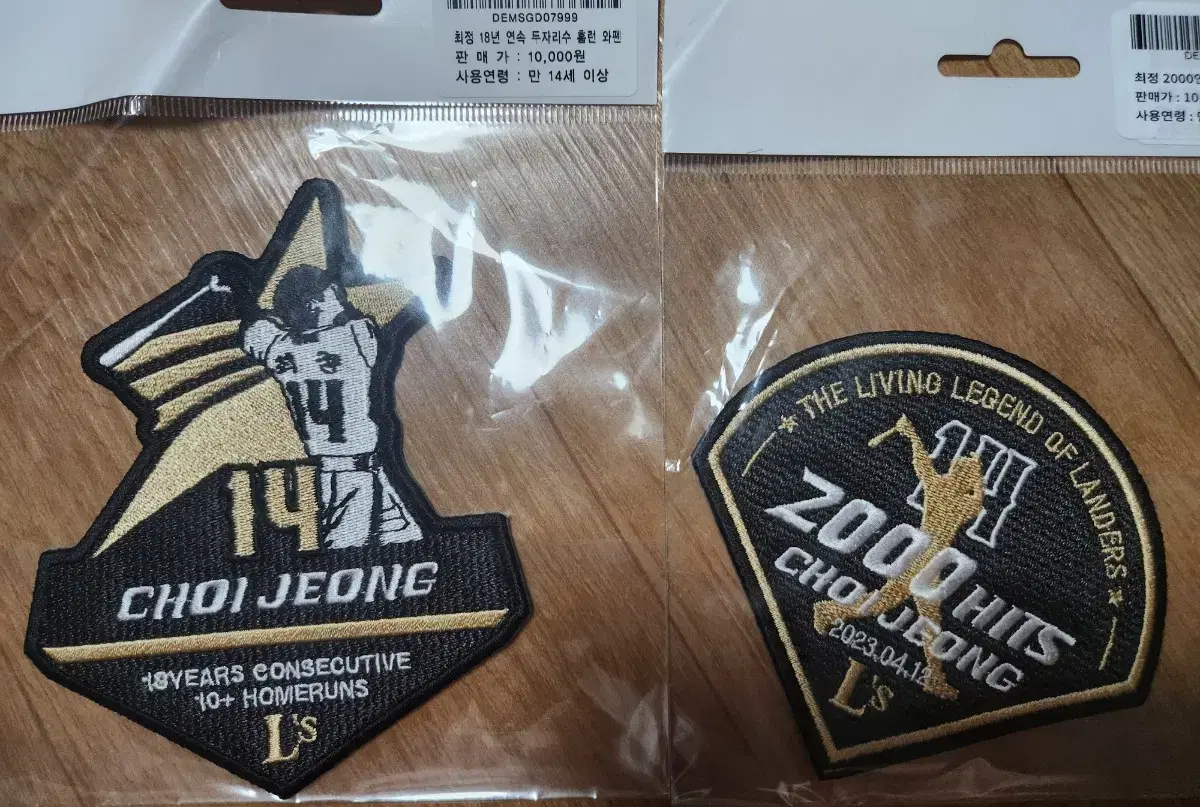 DEMSGD07999
최정 18년 연속 두자리수 홈런 와펜
판 매 가 : 10,000원
사용연령 : 만 14세 이상
14
14
CHOI JEONG
18YEARS CONSECUTIVE
10+ HOMERUNS
L's
DE
최정 2000
판매가 : 10
사용연령 :
THE LIVING LEGEND OF LANDERS
2000 HITS
CHOI JEONG
2023.04.13
L's